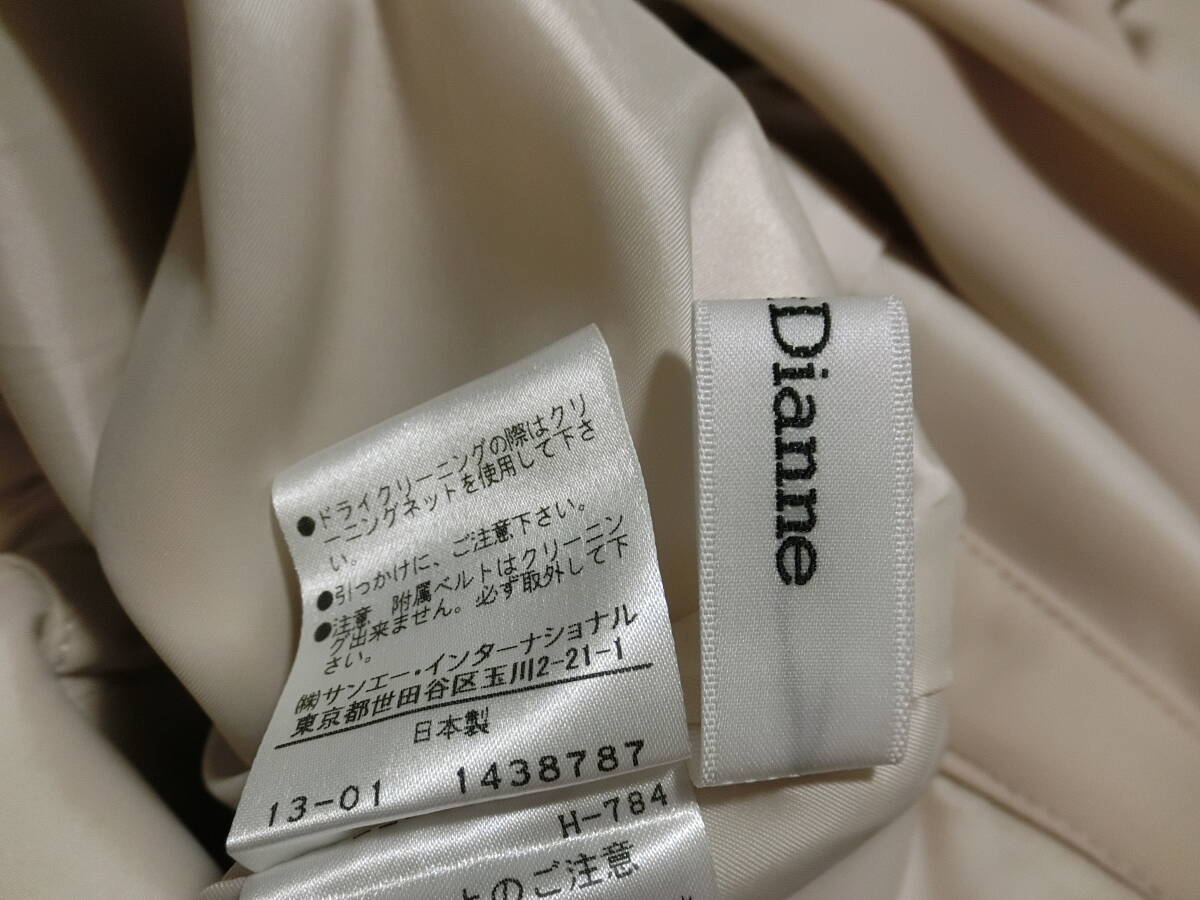 ●ドライクリーニングの際はクリ
ーニングネットを使用して下さ
い。
●引っかけに、ご注意下さい。
●注意 附属ベルトはクリーニン
グ出来ません。必ず取外して下
さい。
㈱サンエー・インターナショナル
東京都世田谷区玉川2-21-1
日本製
13-01 1438787
H-784
とのご注意
Dianne